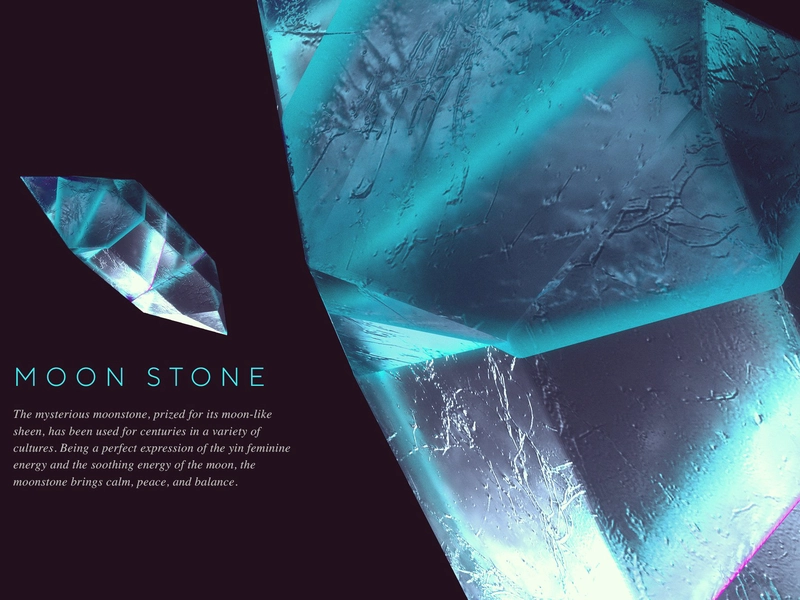 MOON STONE
The mysterious moonstone, prized for its moon-like
sheen, has been used for centuries in a variety of
cultures. Being a perfect expression of the yin feminine
energy and the soothing energy of the moon, the
moonstone brings calm, peace, and balance.